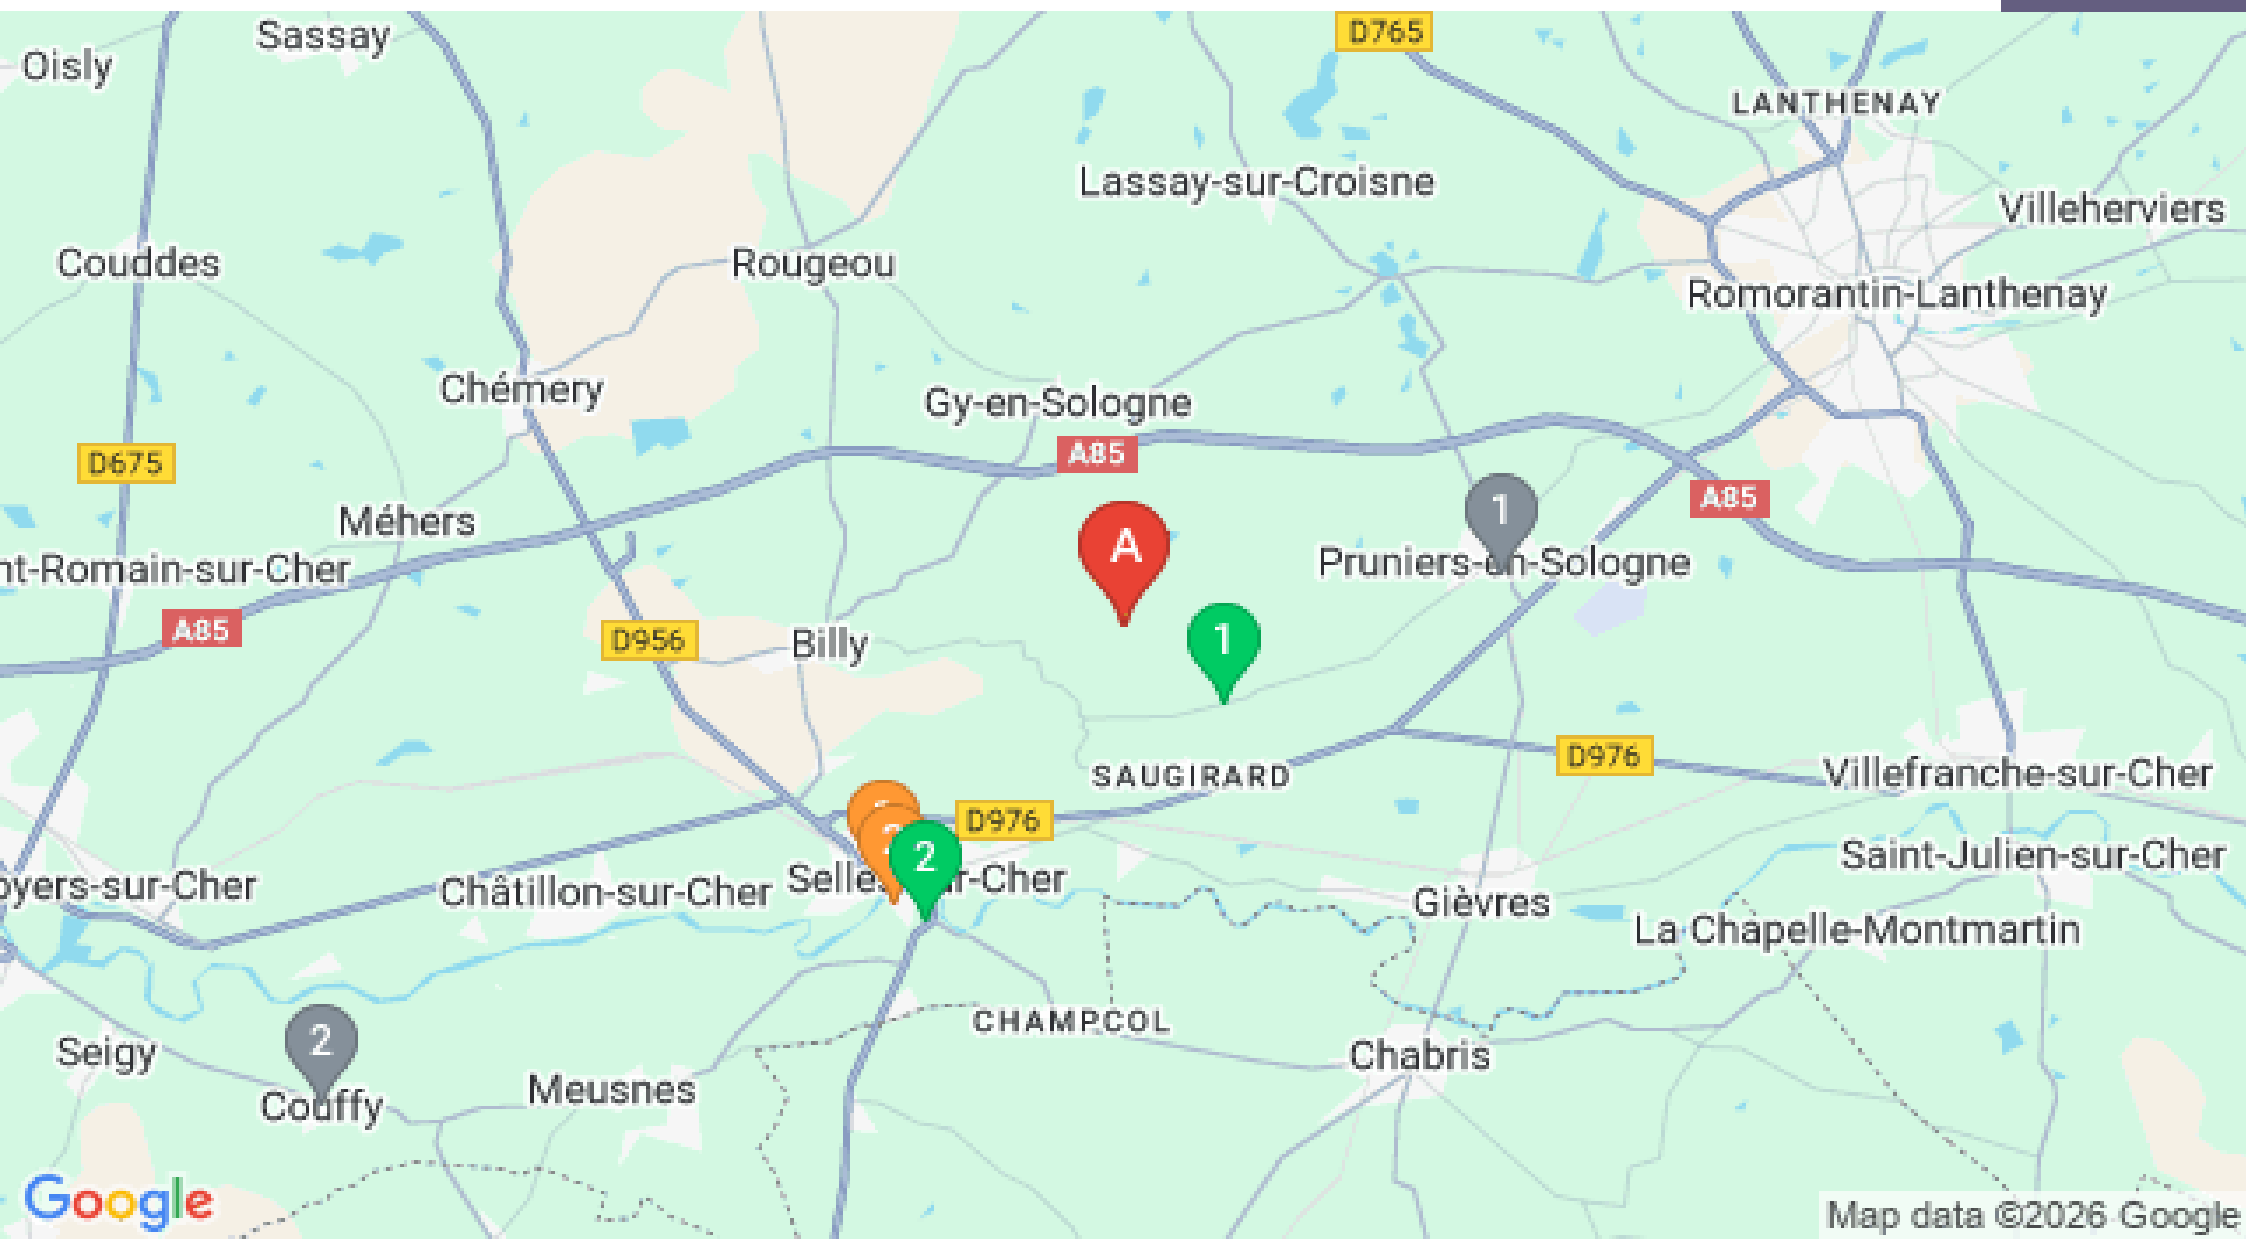 Sassay
D765
Oisly
LANTHENAY
Lassay-sur-Croisne
Villeherviers
Couddes
Rougeou
Romorantin-Lanthenay
Chémery
Gy-en-Sologne
A85
D675
A85
1
Méhers
A
nt-Romain-sur-Cher
Pruniers-en-Sologne
A85
D956
Billy
1
D976
SAUGIRARD
Villefranche-sur-Cher
D976
2
Saint-Julien-sur-Cher
oyers-sur-Cher
Châtillon-sur-Cher
Gièvres
La Chapelle-Montmartin
CHAMPCOL
2
Seigy
Chabris
Meusnes
Couffy
Google
Map data ©2026 Google